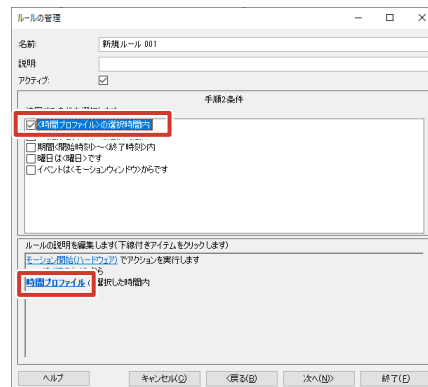 ルールの管理
名前:
新規ルール 001
説明:
アクティブ:
手順2条件
<時間プロファイル>の選択時間内
期間<開始時刻>~<終了時刻>内
曜日は<曜日>です
イベントは<モーションウィンドウ>からです
ルールの説明を編集します(下線付きアイテムをクリックします)
モーション開始(ハードウェア) でアクションを実行します
から
時間プロファイル の選択した時間内
ヘルプ
キャンセル(C)
<戻る(B)
次へ(N)>
終了(F)